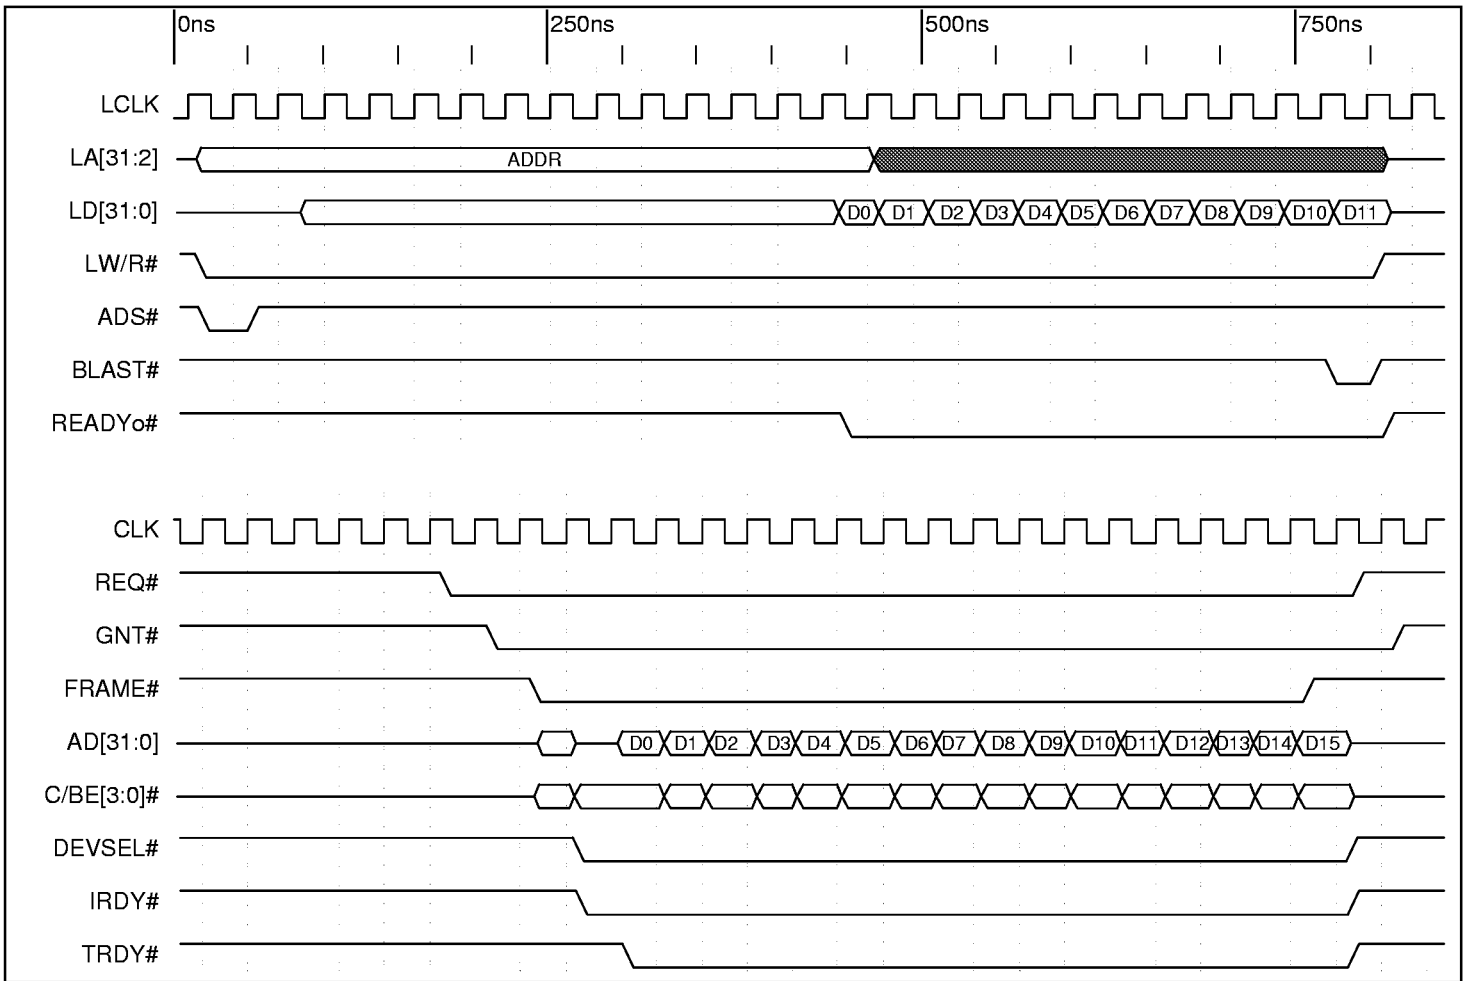 0ns 250ns 500ns 750ns
LCLK
LA[31:2] ADDR
LD[31:0] D0 D1 D2 D3 D4 D5 D6 D7 D8 D9 D10 D11
LW/R#
ADS#
BLAST#
READYo#
CLK
REQ#
GNT#
FRAME#
AD[31:0] D0 D1 D2 D3 D4 D5 D6 D7 D8 D9 D10 D11 D12 D13 D14 D15
C/BE[3:0]#
DEVSEL#
IRDY#
TRDY#